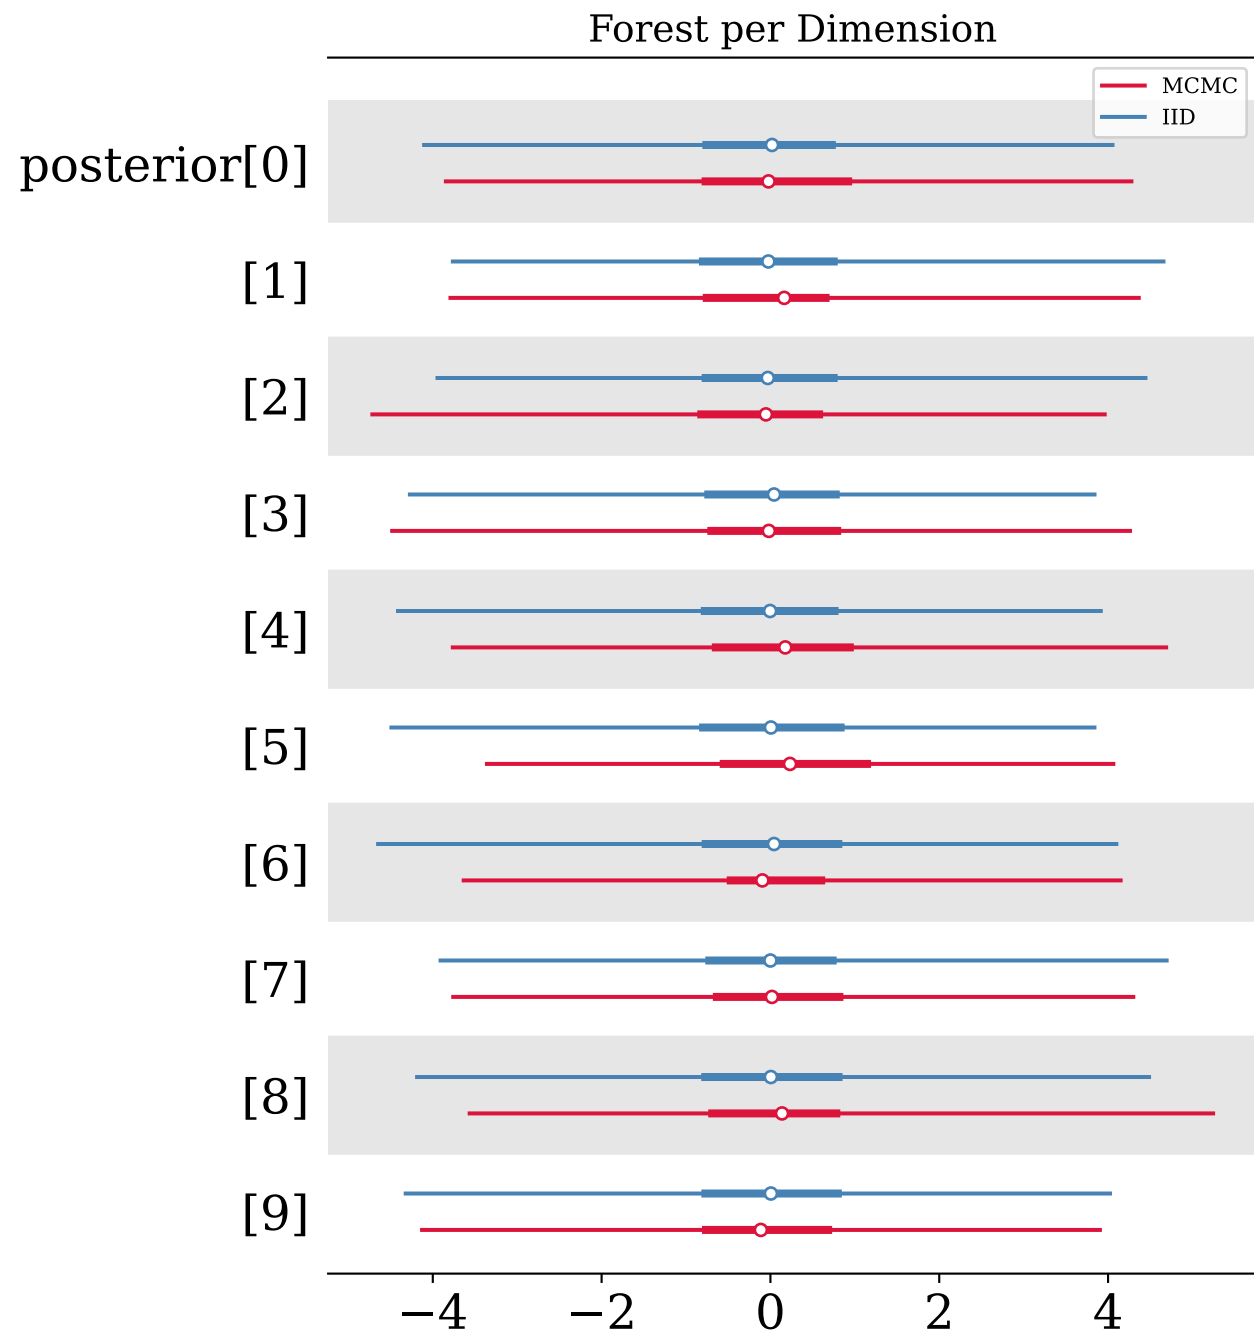 Forest per Dimension
MCMC
IID
posterior[0]
[1]
[2]
[3]
[4]
[5]
[6]
[7]
[8]
[9]
−4 −2 0 2 4